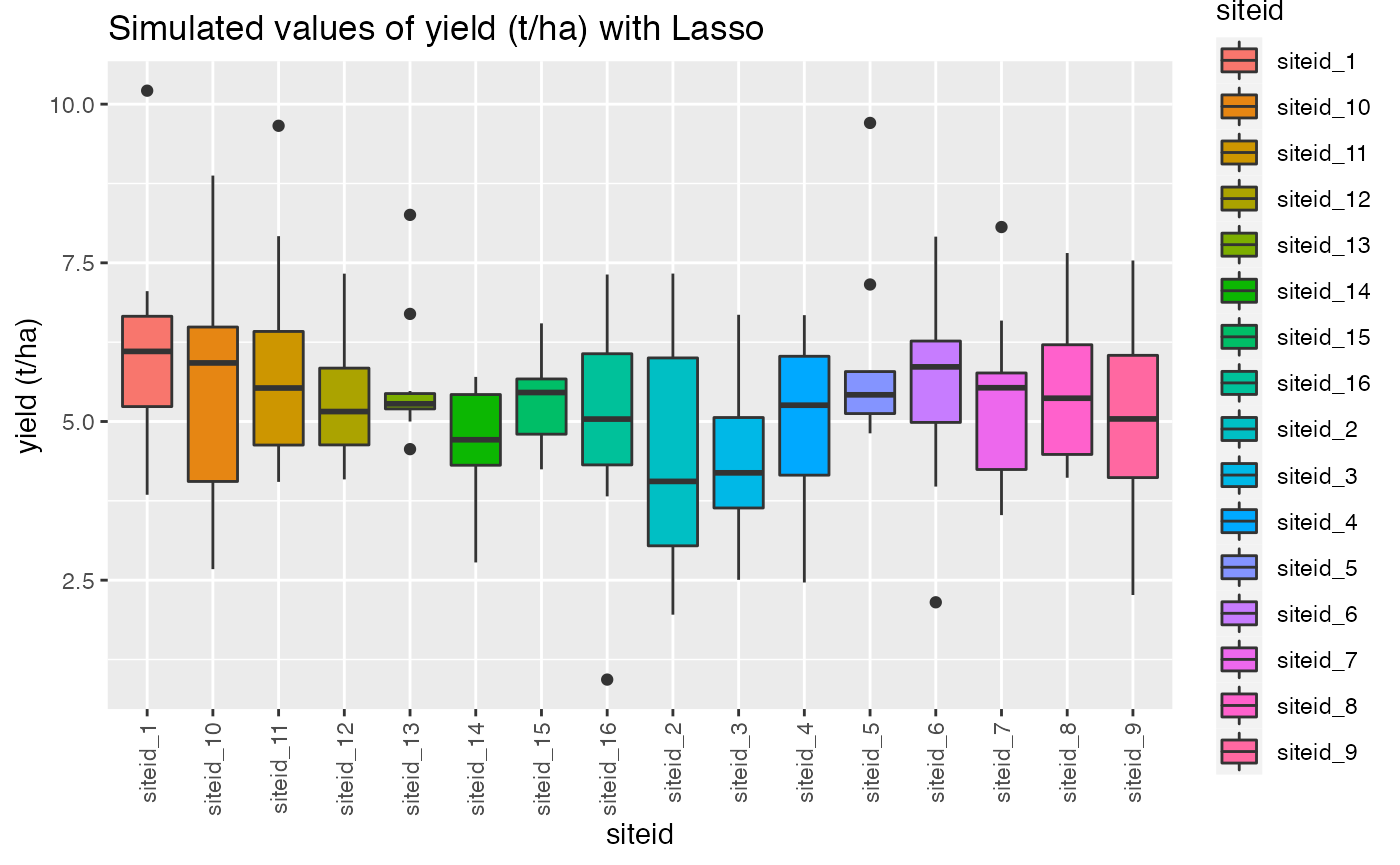 Simulated values of yield (t/ha) with Lasso
yield (t/ha)
10.0
7.5
5.0
2.5
siteid_1
siteid_10
siteid_11
siteid_12
siteid_13
siteid_14
siteid_15
siteid_16
siteid_2
siteid_3
siteid_4
siteid_5
siteid_6
siteid_7
siteid_8
siteid_9
siteid
siteid
siteid_1
siteid_10
siteid_11
siteid_12
siteid_13
siteid_14
siteid_15
siteid_16
siteid_2
siteid_3
siteid_4
siteid_5
siteid_6
siteid_7
siteid_8
siteid_9